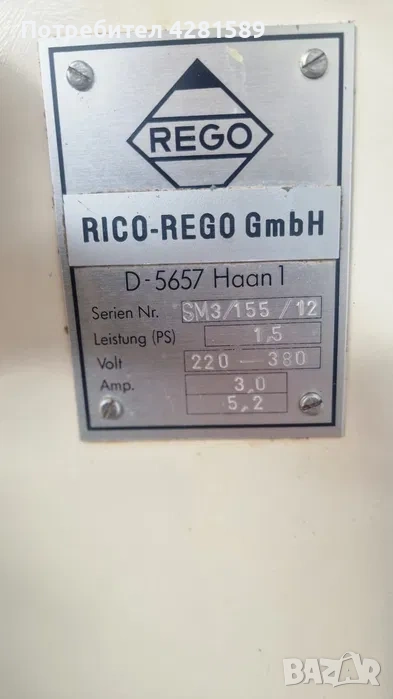 Потребител 4281589
REGO
RICO-REGO GmbH
D-5657 Haan 1
Serien Nr. SM3/155/12
Leistung (PS) 1,5
Volt 220 — 380
Amp. 3,0
5,2
BAZAR